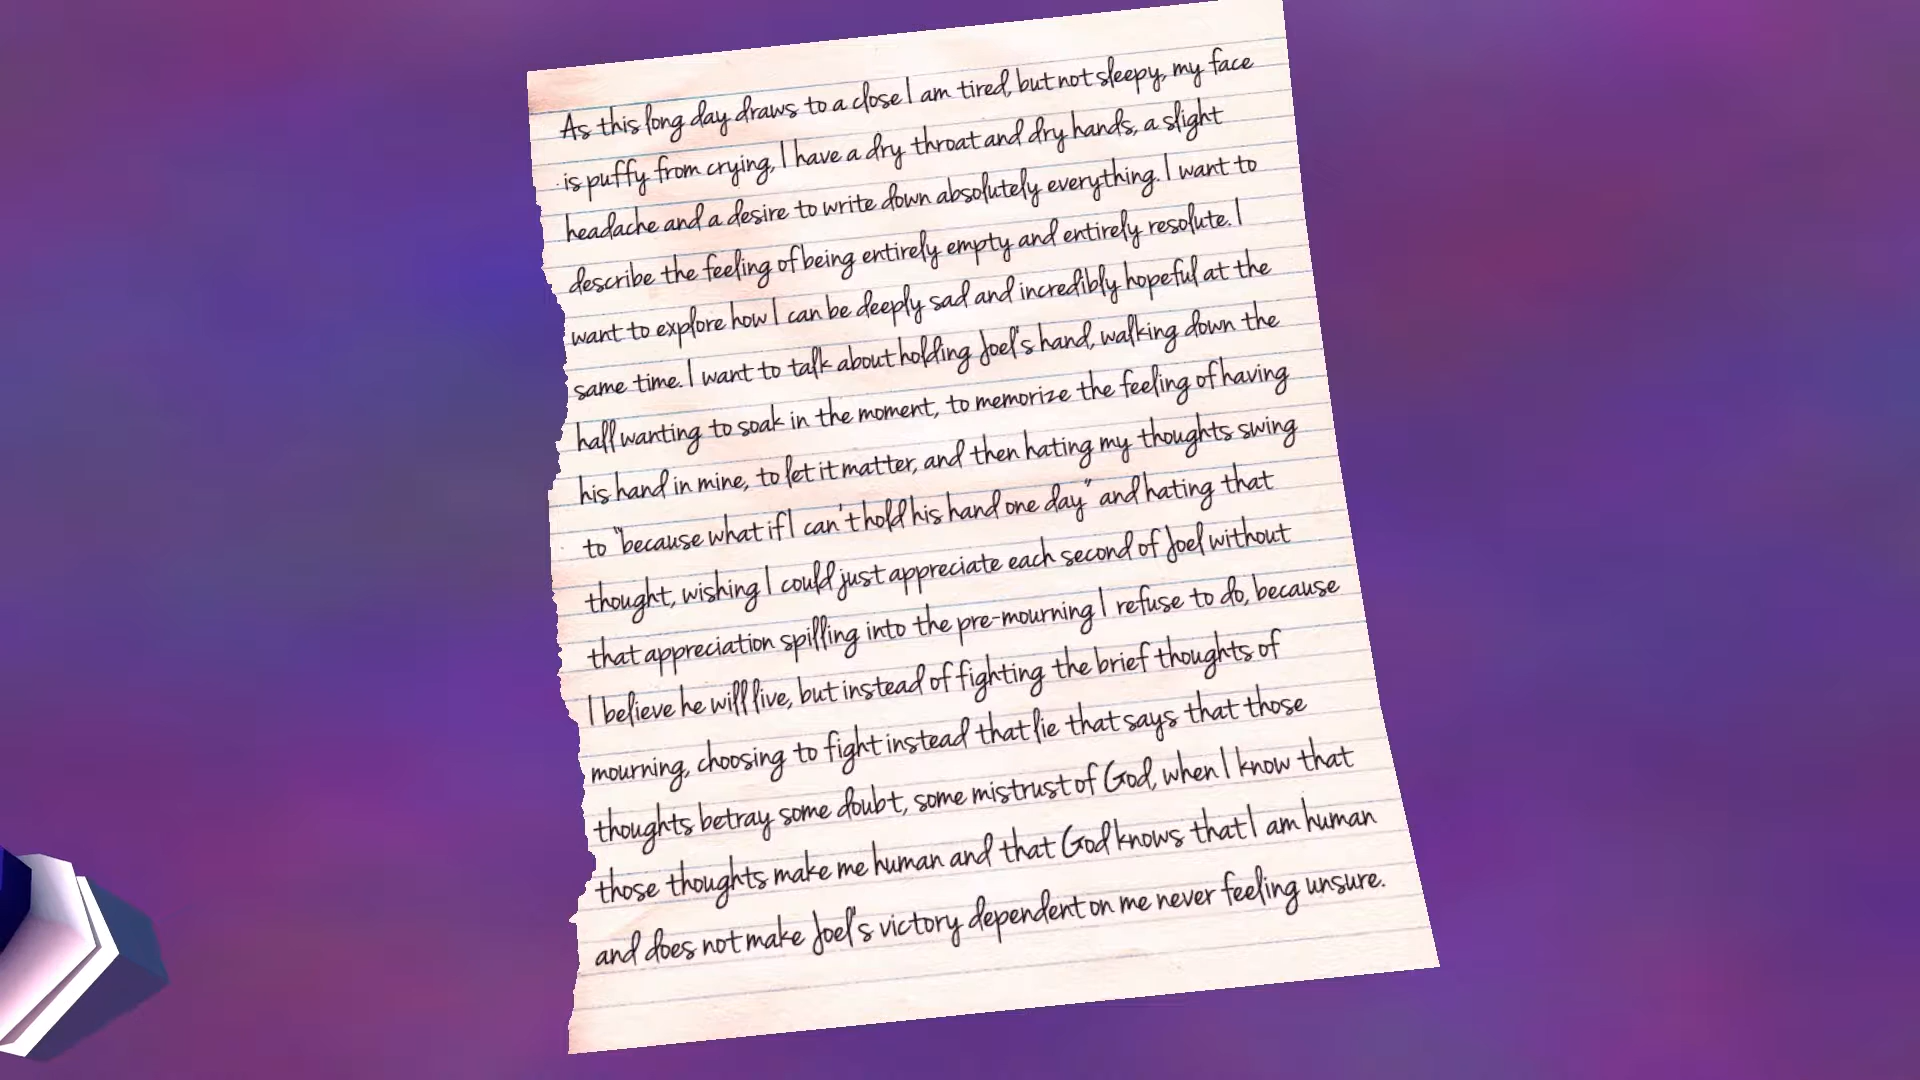 As this long day draws to a close I am tired, but not sleepy, my face
is puffy from crying, I have a dry throat and dry hands, a slight
headache and a desire to write down absolutely everything. I want to
describe the feeling of being entirely empty and entirely resolute. I
want to explore how I can be deeply sad and incredibly hopeful at the
same time. I want to talk about holding Joel's hand, walking down the
hall wanting to soak in the moment, to memorize the feeling of having
his hand in mine, to let it matter, and then hating my thoughts swing
to "because what if I can't hold his hand one day" and hating that
thought, wishing I could just appreciate each second of Joel without
that appreciation spilling into the pre-mourning I refuse to do, because
I believe he will live, but instead of fighting the brief thoughts of
mourning, choosing to fight instead that lie that says that those
thoughts betray some doubt, some mistrust of God, when I know that
those thoughts make me human and that God knows that I am human
and does not make Joel's victory dependent on me never feeling unsure.